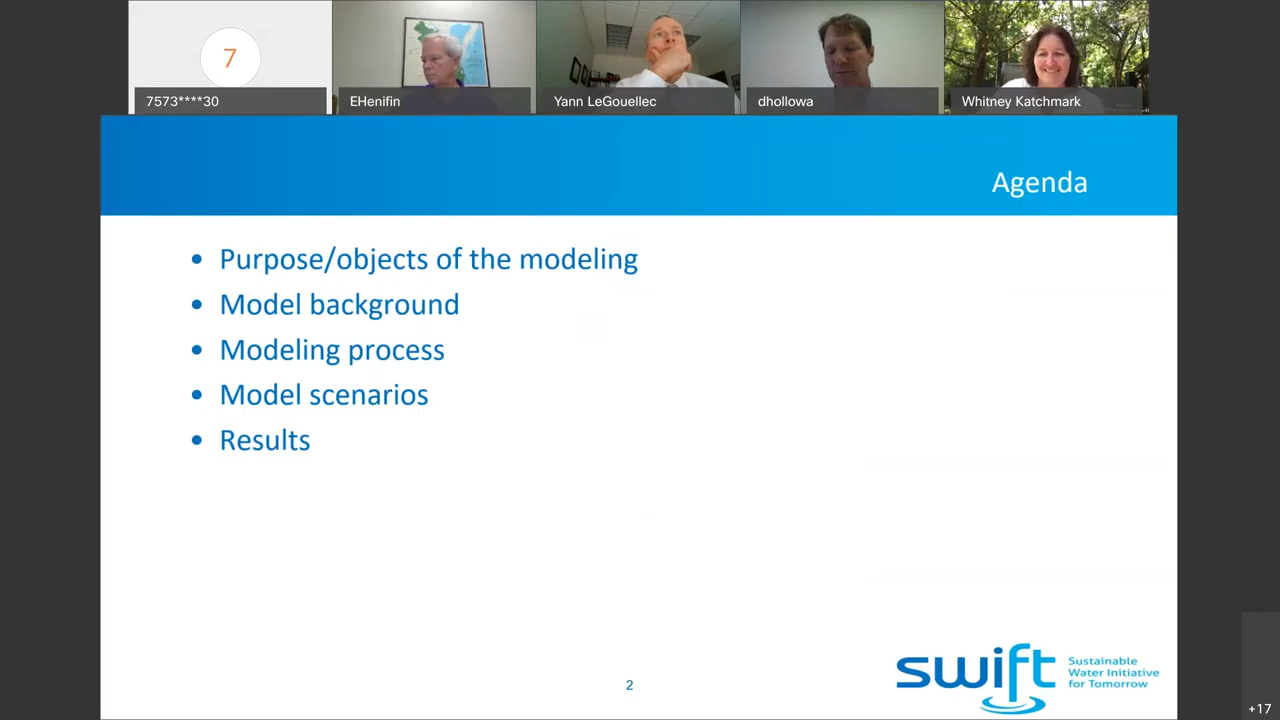 7
7573****30
EHenifin
Yann LeGouellec
dhollowa
Whitney Katchmark
Agenda
• Purpose/objects of the modeling
• Model background
• Modeling process
• Model scenarios
• Results
2
swift
Sustainable
Water Initiative
for Tomorrow
+17